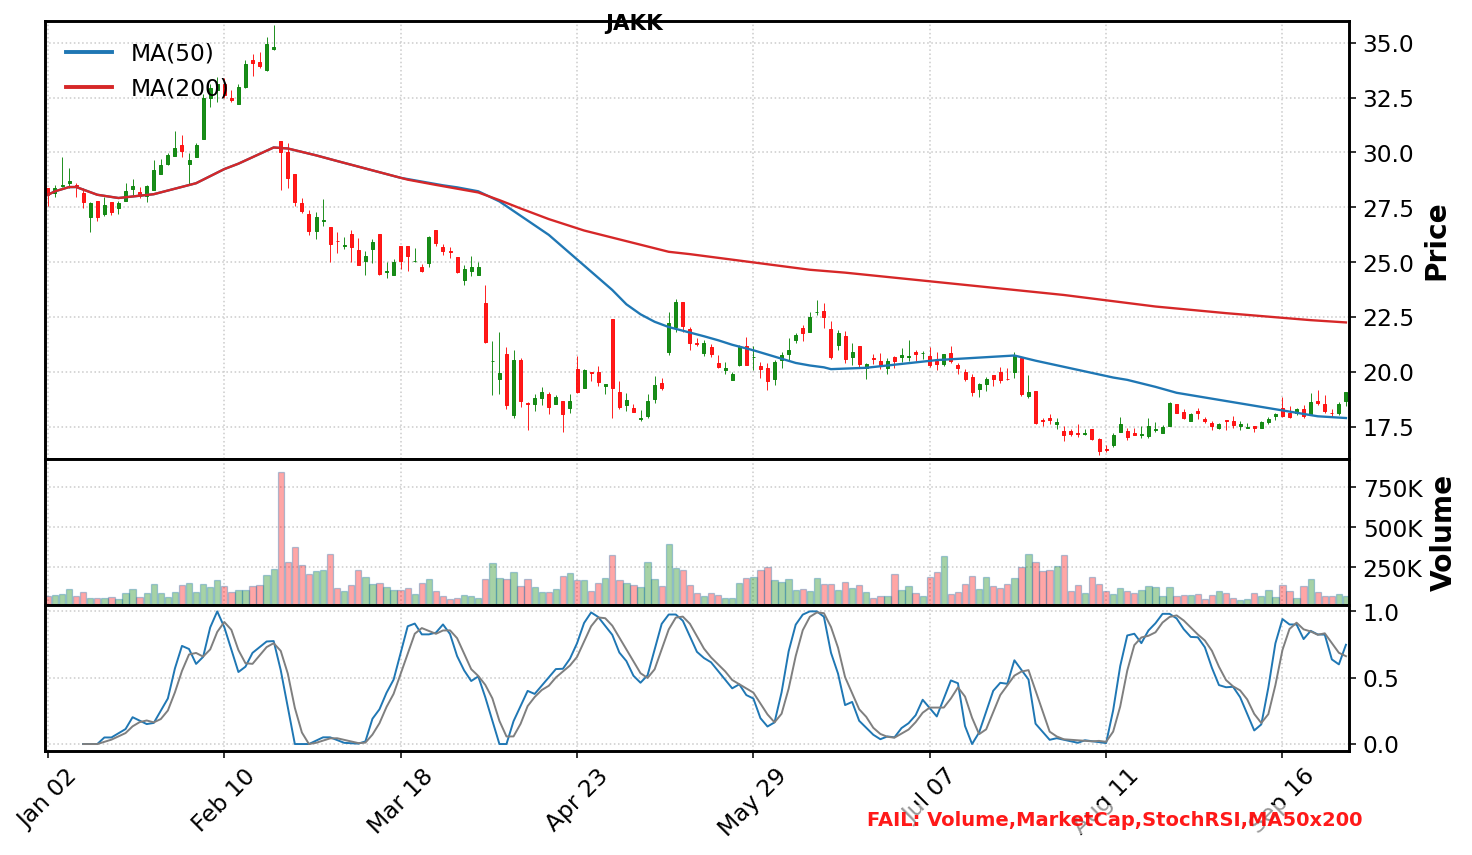 JAKK
MA(50)
MA(200)
35.0
32.5
30.0
27.5
25.0
22.5
20.0
17.5
Price
750K
500K
250K
Volume
1.0
0.5
0.0
Jan 02
Feb 10
Mar 18
Apr 23
May 29
Jul 07
Aug 11
Sep 16
FAIL: Volume,MarketCap,StochRSI,MA50x200